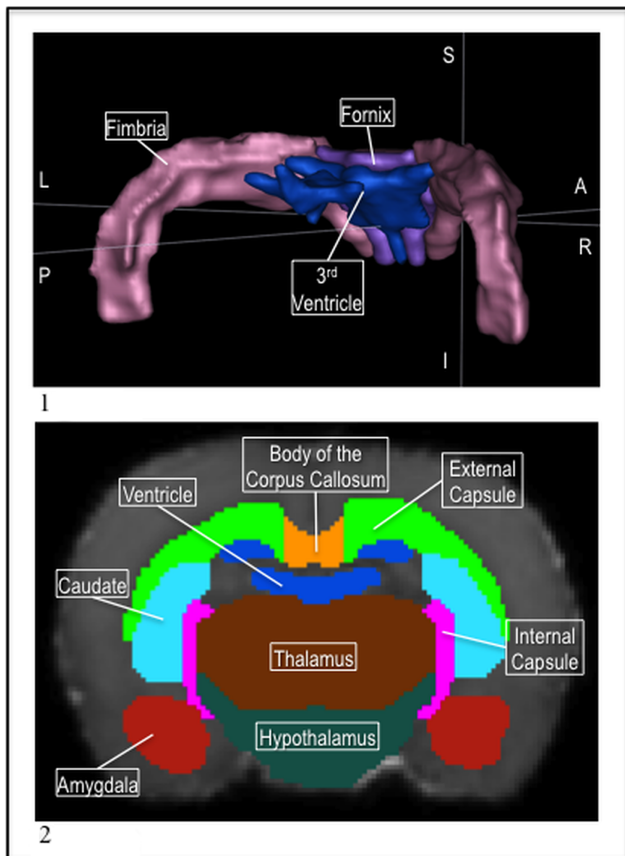 S
Fornix
Fimbria
L
A
R
P
3rd
Ventricle
I
1
Body of the
Corpus Callosum
External
Capsule
Ventricle
Caudate
Internal
Capsule
Thalamus
Hypothalamus
Amygdala
2